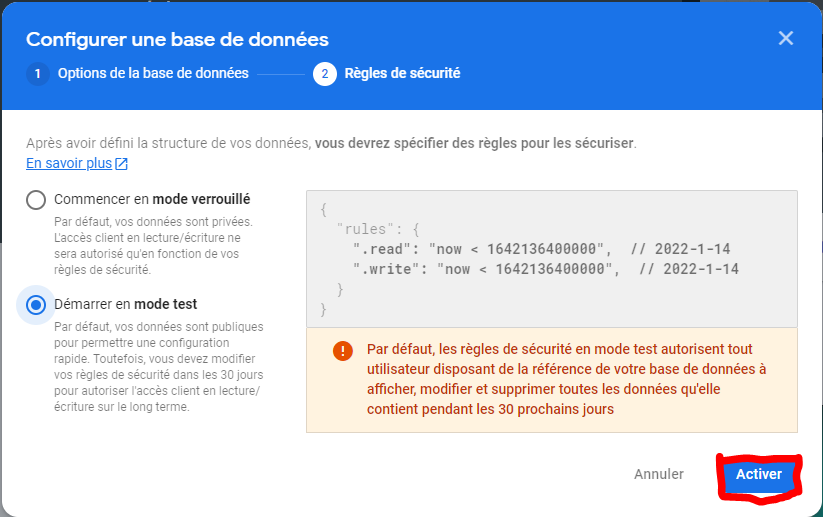 Configurer une base de données
1 Options de la base de données 2 Règles de sécurité
Après avoir défini la structure de vos données, vous devrez spécifier des règles pour les sécuriser.
En savoir plus
Commencer en mode verrouillé
Par défaut, vos données sont privées.
L'accès client en lecture/écriture ne
sera autorisé qu'en fonction de vos
règles de sécurité.
Démarrer en mode test
Par défaut, vos données sont publiques
pour permettre une configuration
rapide. Toutefois, vous devez modifier
vos règles de sécurité dans les 30 jours
pour autoriser l'accès client en lecture/
écriture sur le long terme.
{
"rules": {
".read": "now < 1642136400000", // 2022-1-14
".write": "now < 1642136400000", // 2022-1-14
}
}
Par défaut, les règles de sécurité en mode test autorisent tout
utilisateur disposant de la référence de votre base de données à
afficher, modifier et supprimer toutes les données qu'elle
contient pendant les 30 prochains jours
Annuler Activer